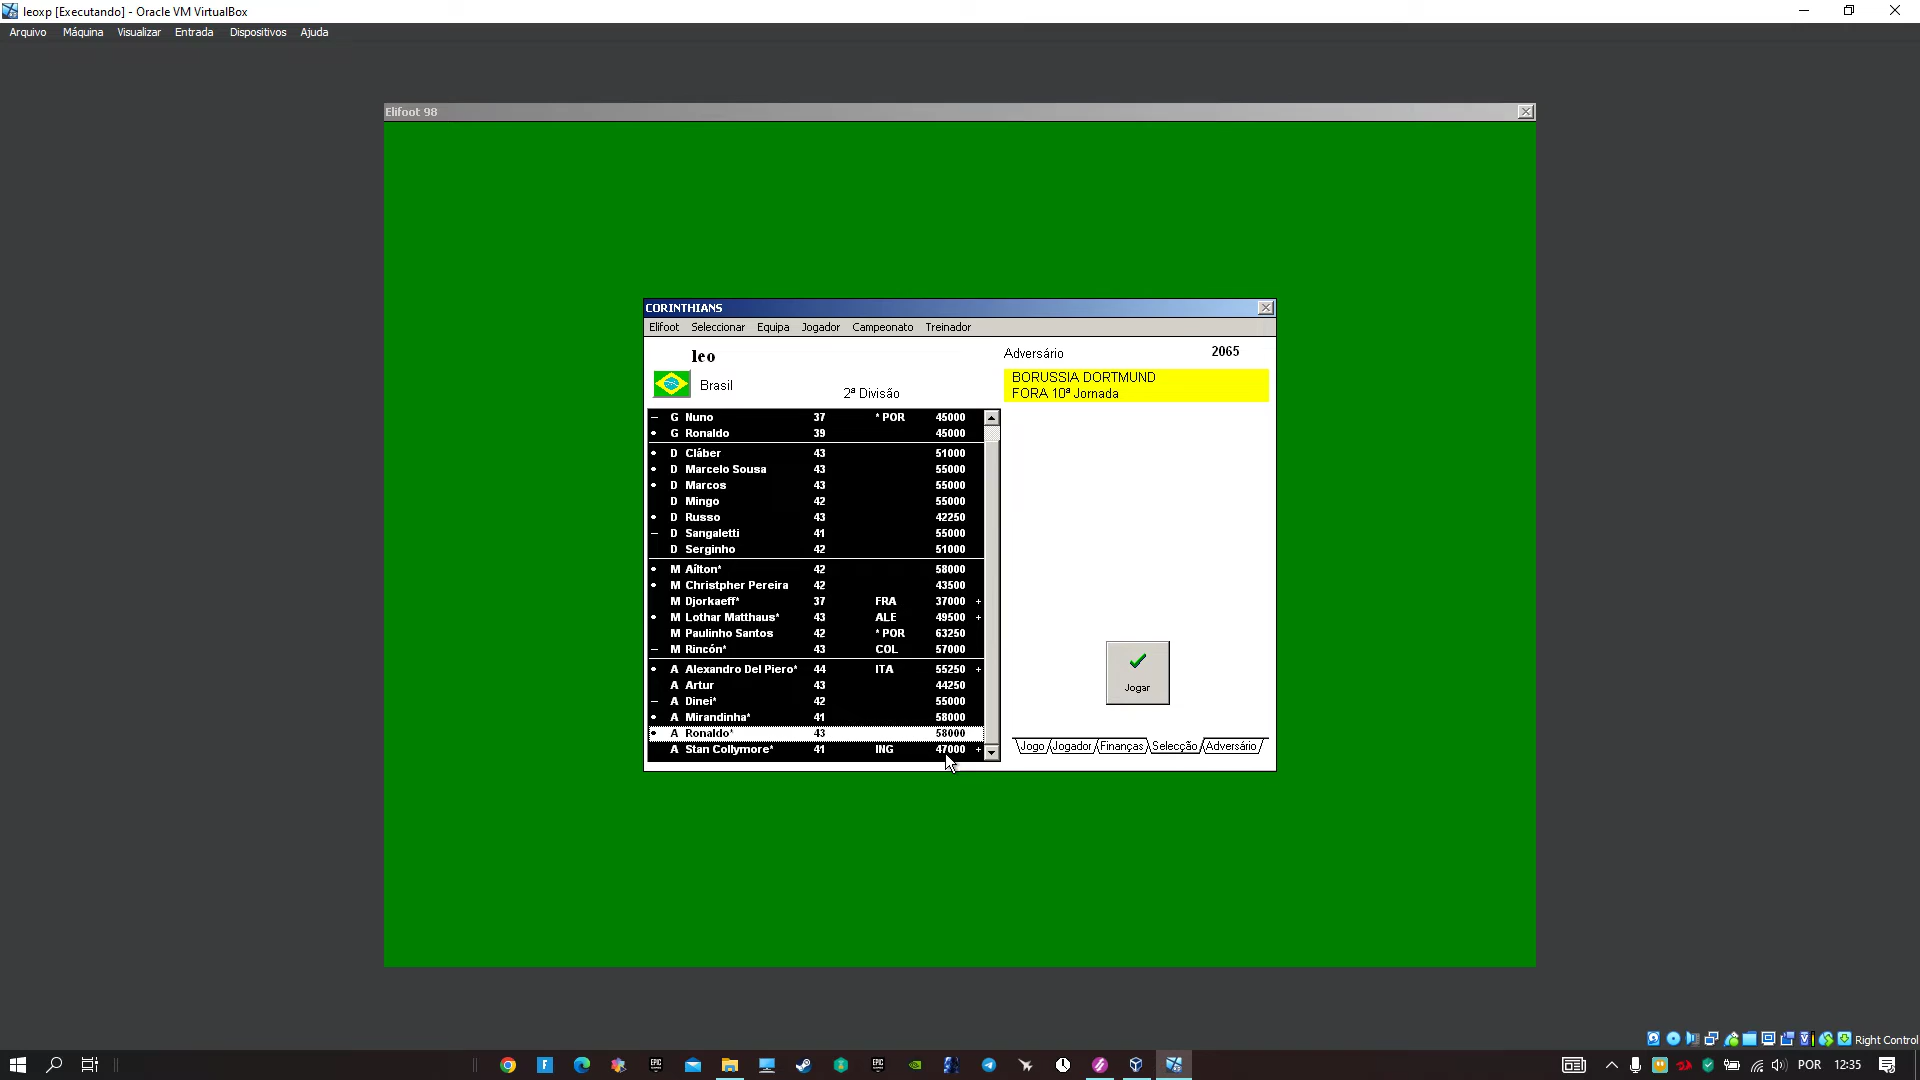 leoxp [Executando] - Oracle VM VirtualBox
Arquivo Máquina Visualizar Entrada Dispositivos Ajuda
Elifoot 98
CORINTHIANS
Elifoot Seleccionar Equipa Jogador Campeonato Treinador
leo
Brasil
2ª Divisão
Adversário 2065
BORUSSIA DORTMUND
FORA 10ª Jornada
– G Nuno 37 * POR 45000
• G Ronaldo 39 45000
• D Cláber 43 51000
• D Marcelo Sousa 43 55000
• D Marcos 43 55000
D Mingo 42 55000
• D Russo 43 42250
– D Sangaletti 41 55000
D Serginho 42 51000
• M Aílton* 42 58000
• M Christpher Pereira 42 43500
M Djorkaeff* 37 FRA 37000 +
• M Lothar Matthaus* 43 ALE 49500 +
M Paulinho Santos 42 * POR 63250
– M Rincón* 43 COL 57000
• A Alexandro Del Piero* 44 ITA 55250 +
A Artur 43 44250
– A Dinei* 42 55000
• A Mirandinha* 41 58000
• A Ronaldo* 43 58000
A Stan Collymore* 41 ING 47000 +
Jogar
Jogo Jogador Finanças Selecção Adversário
Right Control
EPIC EPIC
POR 12:35